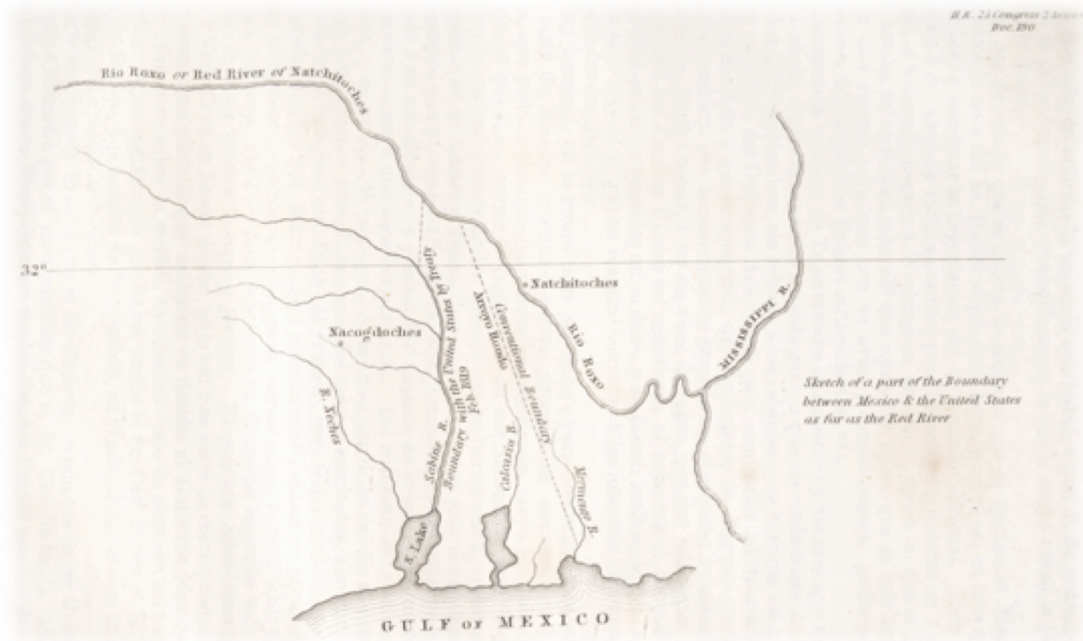 H.R. 25 Congress 2
Doc. 190
Rio Roxo or Red River of Natchitoches
32°
Natchitoches
Nacogdoches
Boundary with the United States by Treaty
Feb. 1819
Arroyo Hondo
Conventional Boundary
Rio Roxo
MISSISSIPPI R.
Sketch of a part of the Boundary
between Mexico & the United States
as far as the Red River
R. Neches
Sabine R.
Calcasiu R.
S. Lake
GULF OF MEXICO